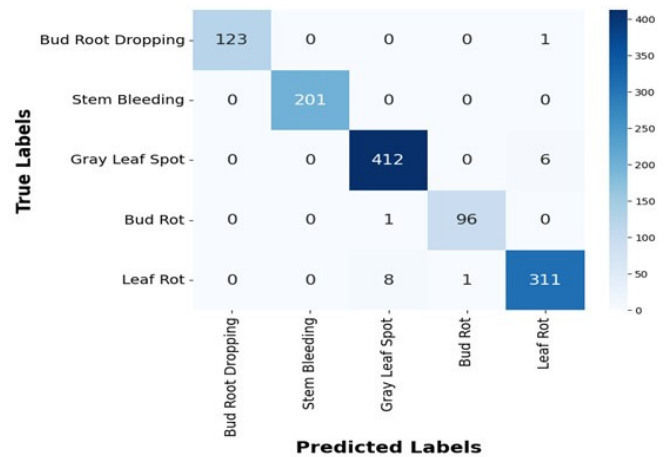 True Labels
Bud Root Dropping 123 0 0 0 1
Stem Bleeding 0 201 0 0 0
Gray Leaf Spot 0 0 412 0 6
Bud Rot 0 0 1 96 0
Leaf Rot 0 0 8 1 311
Bud Root Dropping
Stem Bleeding
Gray Leaf Spot
Bud Rot
Leaf Rot
Predicted Labels
400
350
300
250
200
150
100
50
0